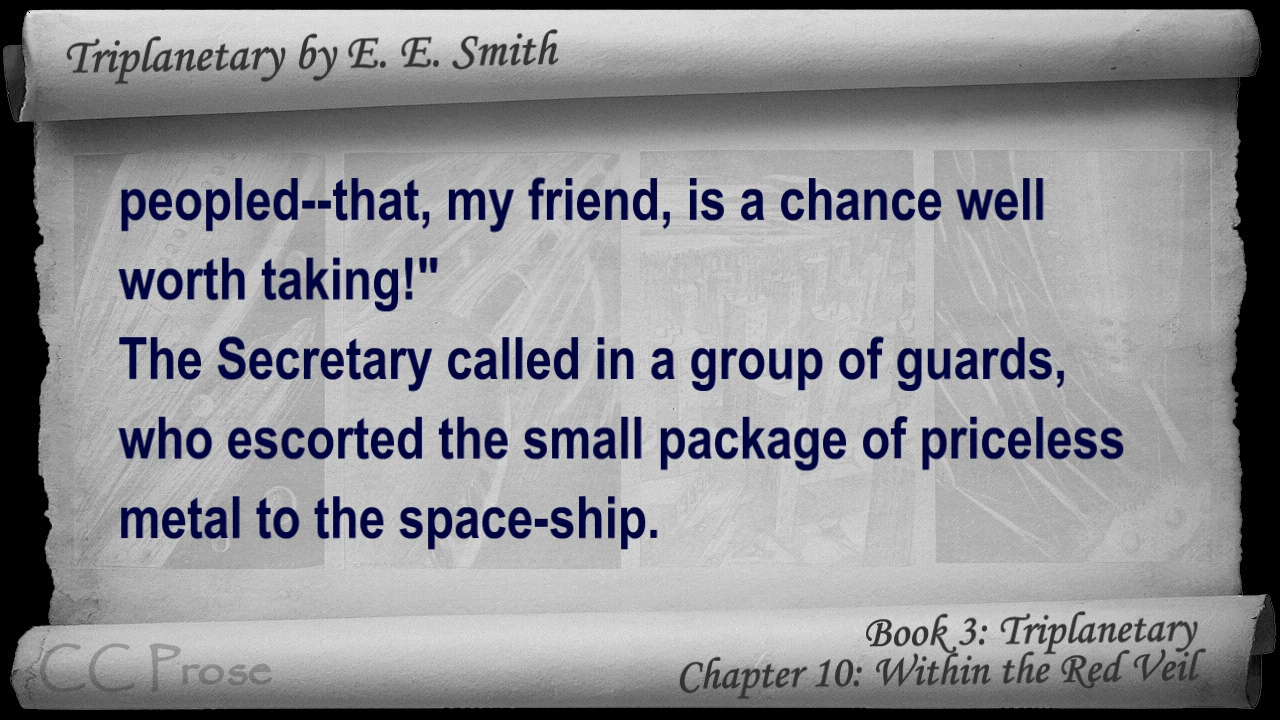 Triplanetary by E. E. Smith
peopled--that, my friend, is a chance well
worth taking!"
The Secretary called in a group of guards,
who escorted the small package of priceless
metal to the space-ship.
Book 3: Triplanetary
Chapter 10: Within the Red Veil
CC Prose